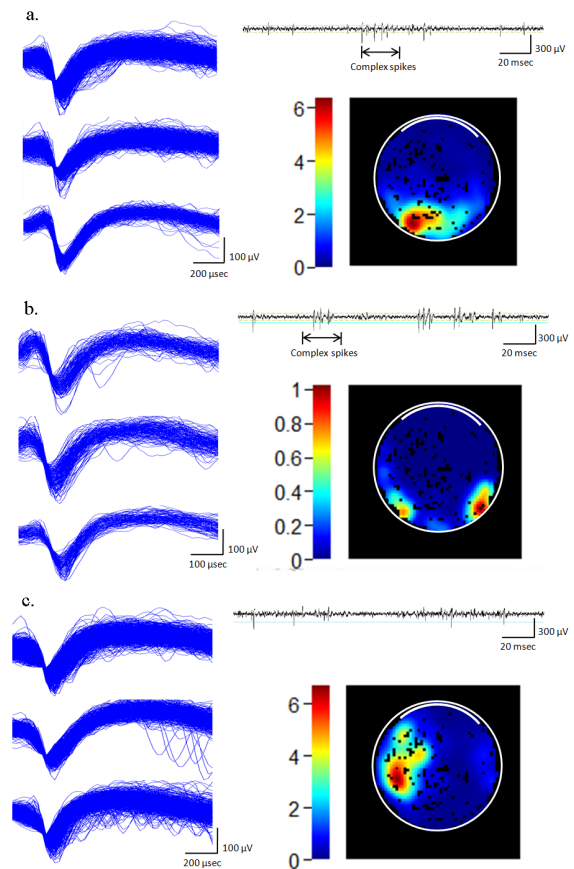 a.
300 µV
20 msec
Complex spikes
6
4
2
0
100 µV
200 µsec
b.
300 µV
20 msec
Complex spikes
1
0.8
0.6
0.4
0.2
0
100 µV
100 µsec
c.
300 µV
20 msec
6
4
2
0
100 µV
200 µsec